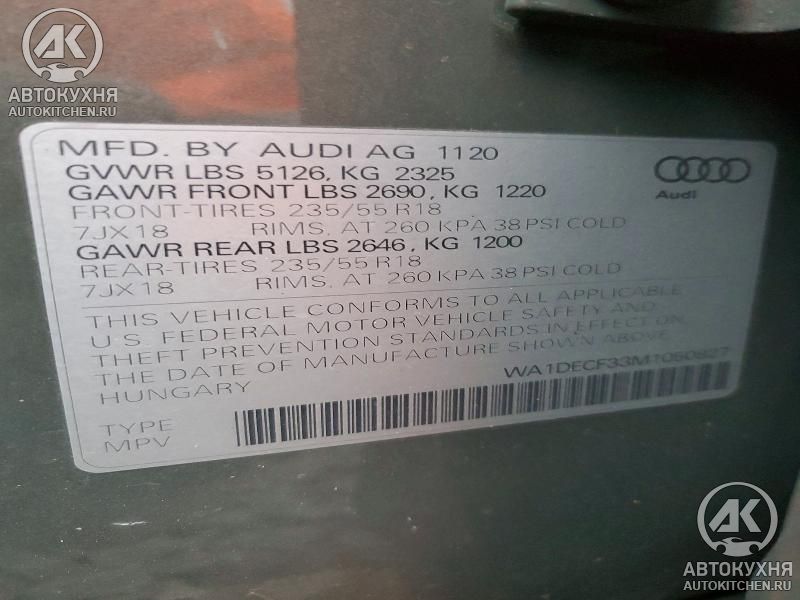 АК
АВТОКУХНЯ
AUTOKITCHEN.RU
MFD. BY AUDI AG 1120
GVWR LBS 5126, KG 2325
GAWR FRONT LBS 2690, KG 1220
FRONT-TIRES 235/55 R18
7JX18 RIMS, AT 260 KPA 38 PSI COLD
GAWR REAR LBS 2646, KG 1200
REAR-TIRES 235/55 R18
7JX18 RIMS, AT 260 KPA 38 PSI COLD
Audi
THIS VEHICLE CONFORMS TO ALL APPLICABLE
U.S. FEDERAL MOTOR VEHICLE SAFETY AND
THEFT PREVENTION STANDARDS IN EFFECT ON
THE DATE OF MANUFACTURE SHOWN ABOVE.
HUNGARY
TYPE
MPV
АК
АВТОКУХНЯ
AUTOKITCHEN.RU